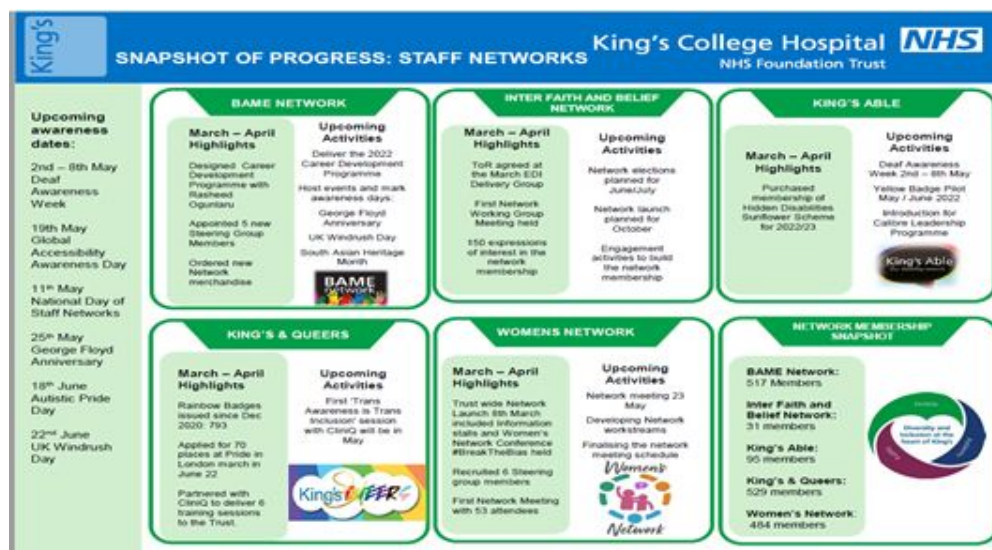 King's
SNAPSHOT OF PROGRESS: STAFF NETWORKS
King's College Hospital
NHS
NHS Foundation Trust
Upcoming
awareness
dates:
2nd – 8th May
Deaf
Awareness
Week
19th May
Global
Accessibility
Awareness Day
11th May
National Day of
Staff Networks
25th May
George Floyd
Anniversary
18th June
Autistic Pride
Day
22nd June
UK Windrush
Day
BAME NETWORK
March – April
Highlights
Designed Career
Development
Programme with
Rasheed
Ogunlaru
Appointed 5 new
Steering Group
Members
Ordered new
Network
merchandise
Upcoming
Activities
Deliver the 2022
Career Development
Programme
Host events and mark
awareness days:
George Floyd
Anniversary
UK Windrush Day
South Asian Heritage
Month
BAME
network
INTER FAITH AND BELIEF
NETWORK
March – April
Highlights
ToR agreed at
the March EDI
Delivery Group
First Network
Working Group
Meeting held
150 expressions
of interest in the
network
membership
Upcoming
Activities
Network elections
planned for
June/July
Network launch
planned for
October
Engagement
activities to build
the network
membership
KING'S ABLE
March – April
Highlights
Purchased
membership of
Hidden Disabilities
Sunflower Scheme
for 2022/23
Upcoming
Activities
Deaf Awareness
Week 2nd – 8th May
Yellow Badge Pilot
May / June 2022
Introduction for
Calibre Leadership
Programme
King's Able
KING'S & QUEERS
March – April
Highlights
Rainbow Badges
issued since Dec
2020: 793
Applied for 70
places at Pride in
London march in
June 22
Partnered with
CliniQ to deliver 6
training sessions
to the Trust.
Upcoming
Activities
First 'Trans
Awareness is Trans
Inclusion' session
with CliniQ will be in
May
King's QUEERS
WOMENS NETWORK
March – April
Highlights
Trust wide Network
Launch 8th March
included Information
stalls and Women's
Network Conference
#BreakTheBias held
Recruited 6 Steering
group members
First Network Meeting
with 53 attendees
Upcoming
Activities
Network meeting 23
May
Developing Network
workstreams
Finalising the network
meeting schedule
Women's
Network
NETWORK MEMBERSHIP
SNAPSHOT
BAME Network:
517 Members
Inter Faith and
Belief Network:
31 members
King's Able:
95 members
King's & Queers:
529 members
Women's Network:
484 members
Diversity and
Inclusion at the
heart of King's